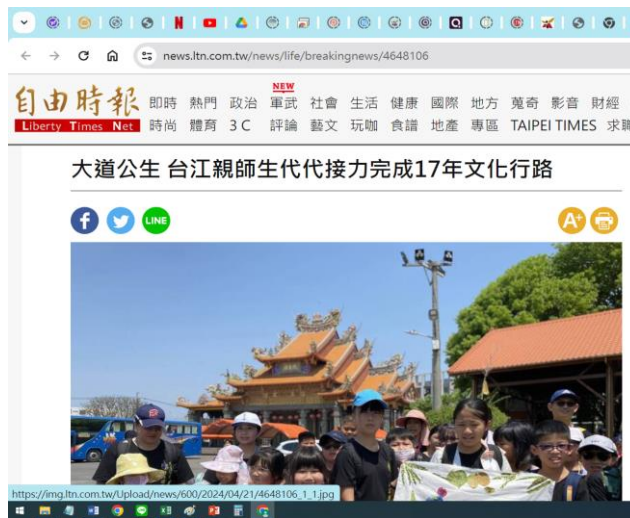 news.ltn.com.tw/news/life/breakingnews/4648106
自由時報
Liberty Times Net
NEW
即時 熱門 政治 軍武 社會 生活 健康 國際 地方 蒐奇 影音 財經
時尚 體育 3C 評論 藝文 玩咖 食譜 地產 專區 TAIPEI TIMES 求職
大道公生 台江親師生代代接力完成17年文化行路
LINE
A+
https://img.ltn.com.tw/Upload/news/600/2024/04/21/4648106_1_1.jpg